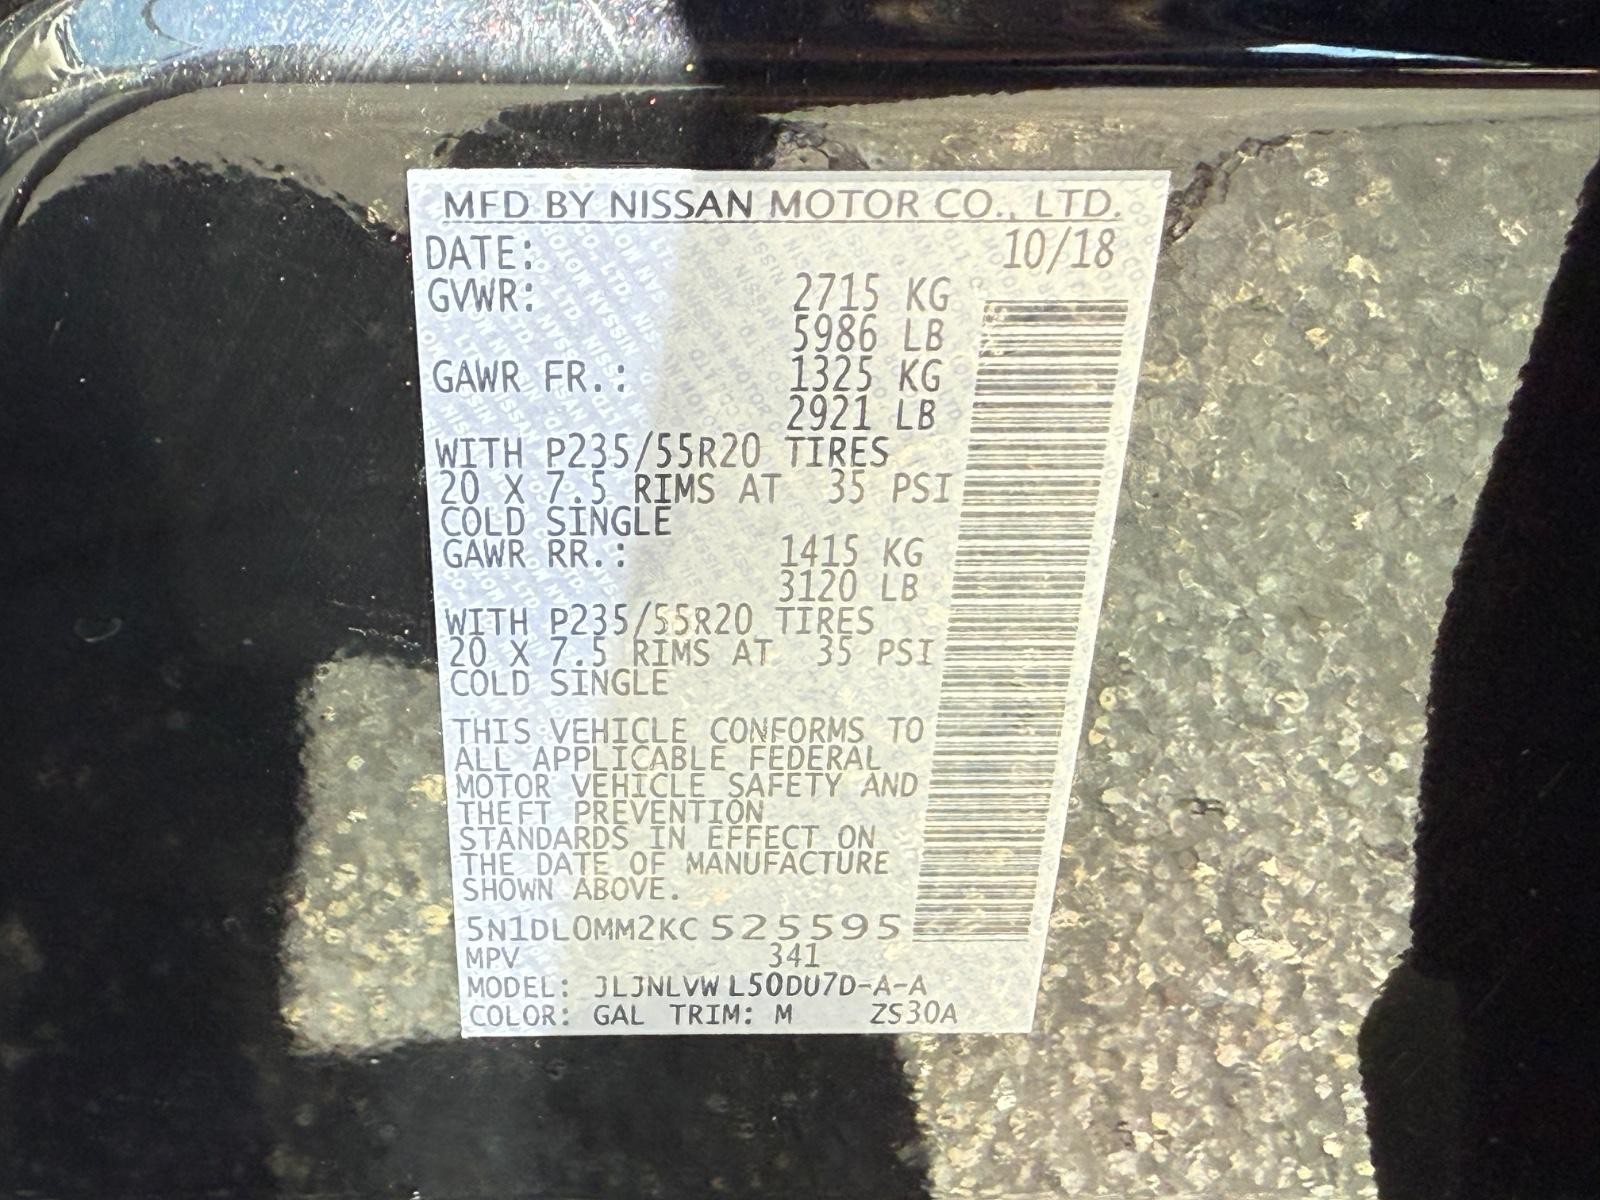 MFD BY NISSAN MOTOR CO., LTD.
DATE: 10/18
GVWR: 2715 KG
5986 LB
GAWR FR.: 1325 KG
2921 LB
WITH P235/55R20 TIRES
20 X 7.5 RIMS AT 35 PSI
COLD SINGLE
GAWR RR.: 1415 KG
3120 LB
WITH P235/55R20 TIRES
20 X 7.5 RIMS AT 35 PSI
COLD SINGLE
THIS VEHICLE CONFORMS TO
ALL APPLICABLE FEDERAL
MOTOR VEHICLE SAFETY AND
THEFT PREVENTION
STANDARDS IN EFFECT ON
THE DATE OF MANUFACTURE
SHOWN ABOVE.
5N1DL0MM2KC525595
MPV 341
MODEL: JLJNLVW L50DU7D-A-A
COLOR: GAL TRIM: M ZS30A